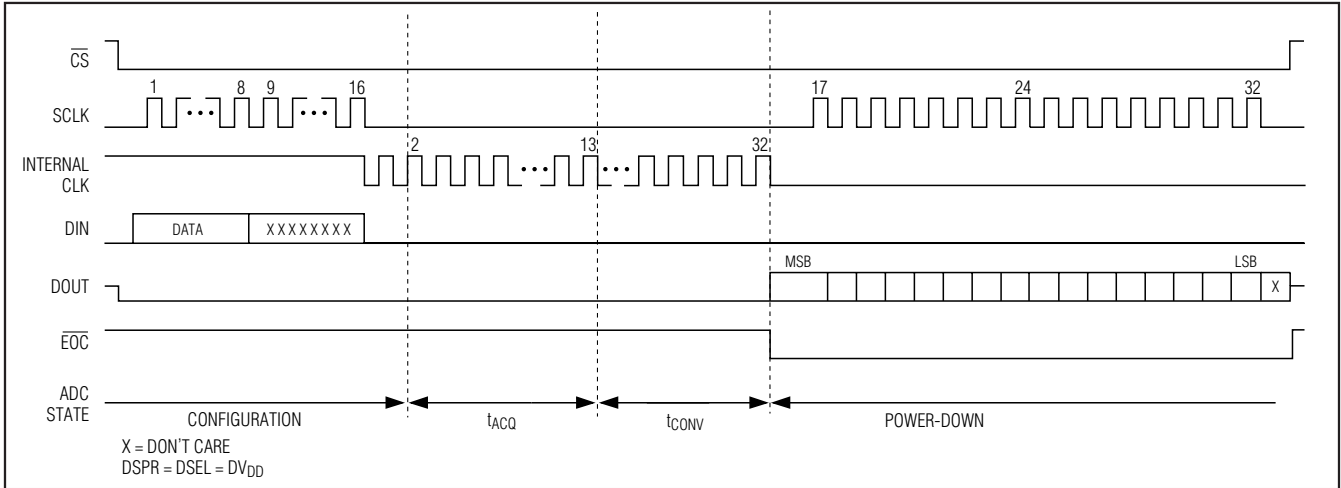 CS
1 8 9 16 17 24 32
SCLK
2 13 32
INTERNAL
CLK
DIN DATA X X X X X X X X
MSB LSB
DOUT X
EOC
ADC
STATE
CONFIGURATION tACQ tCONV POWER-DOWN
X = DON'T CARE
DSPR = DSEL = DVDD